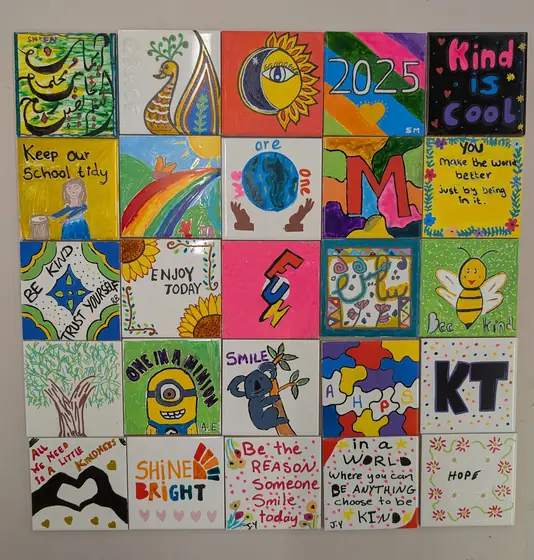 2025
SM
Kind
is
cool
Keep our
School tidy
we
are
one
M
YOU
Make the world
better
just by being
in it.
BE KIND
TRUST YOURSELF
ENJOY
TODAY
FUN
Bee kind
ONE IN A MINION
A.E
SMILE
A H P S
KT
ALL
WE NEED
IS A LITTLE KINDNESS
SHINE
BRIGHT
Be the
REASON
Someone
Smile
today
J.Y
in a
WORLD
where you can
BE ANYTHING
choose to be
KIND
J.Y
HOPE